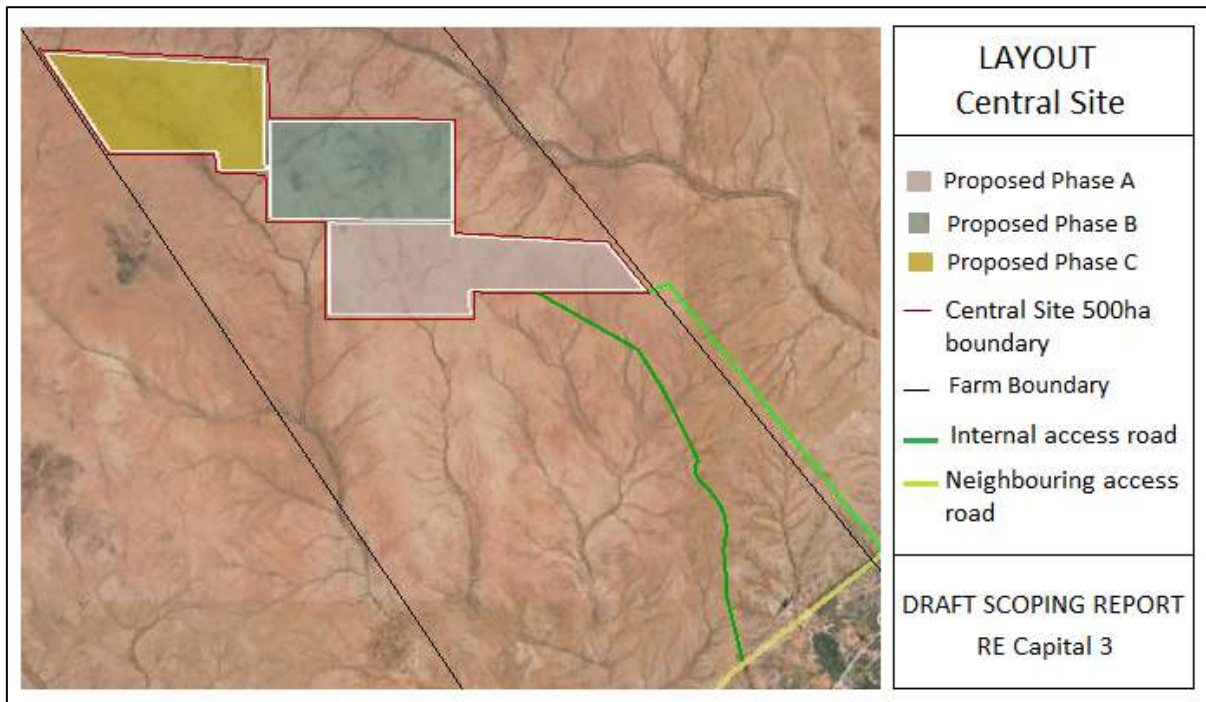 LAYOUT
Central Site
Proposed Phase A
Proposed Phase B
Proposed Phase C
Central Site 500ha
boundary
Farm Boundary
Internal access road
Neighbouring access
road
DRAFT SCOPING REPORT
RE Capital 3